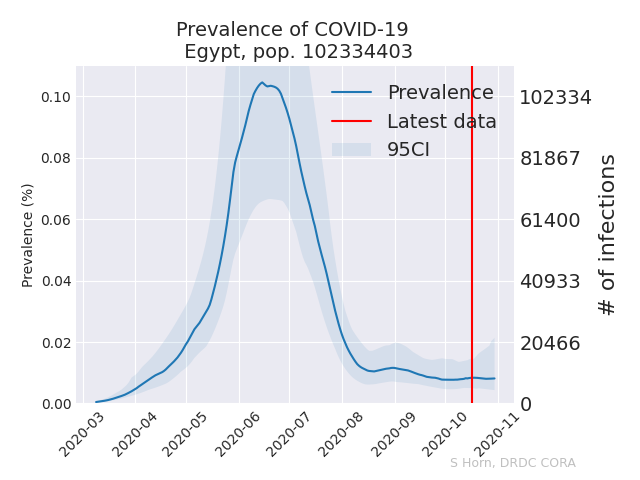 Prevalence of COVID-19
Egypt, pop. 102334403
Prevalence
Latest data
95CI
Prevalence (%)
0.10
0.08
0.06
0.04
0.02
0.00
102334
81867
61400
40933
20466
0
# of infections
2020-03
2020-04
2020-05
2020-06
2020-07
2020-08
2020-09
2020-10
2020-11
S Horn, DRDC CORA